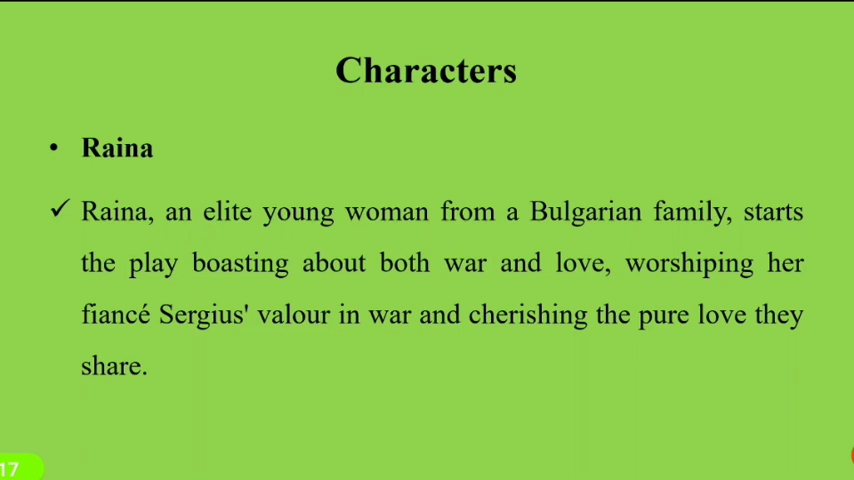 Characters
• Raina
✓ Raina, an elite young woman from a Bulgarian family, starts
the play boasting about both war and love, worshiping her
fiancé Sergius' valour in war and cherishing the pure love they
share.
17